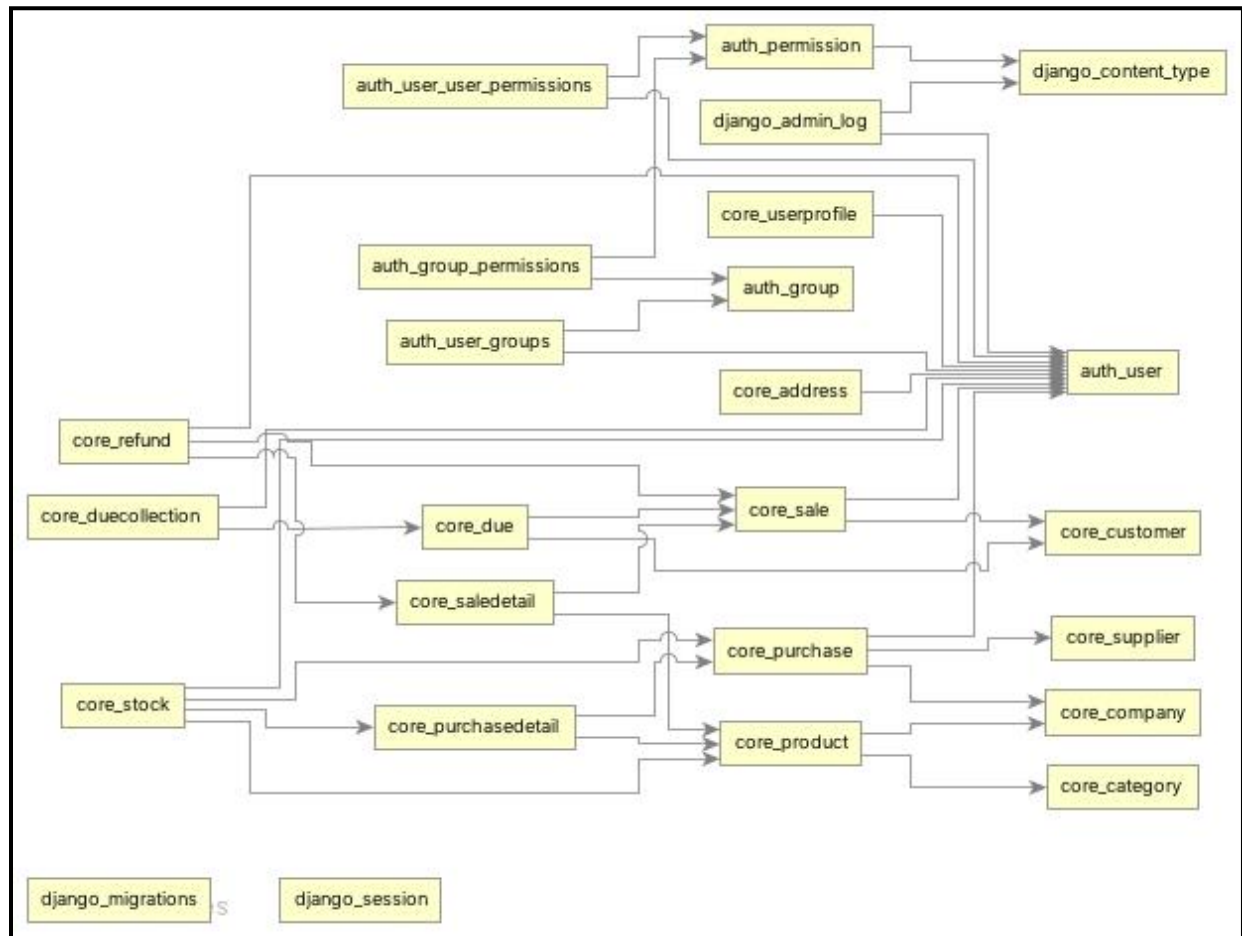 auth_permission
django_content_type
auth_user_user_permissions
django_admin_log
core_userprofile
auth_group_permissions
auth_group
auth_user_groups
auth_user
core_address
core_refund
core_duecollection
core_due
core_sale
core_customer
core_saledetail
core_supplier
core_purchase
core_stock
core_company
core_purchasedetail
core_product
core_category
django_migrations
django_session